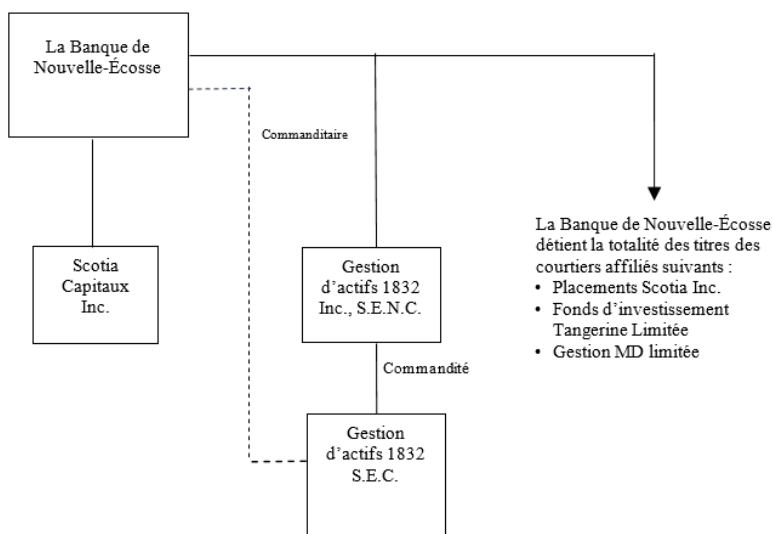 La Banque de
Nouvelle-Écosse
Commanditaire
Scotia
Capitaux
Inc.
Gestion
d'actifs 1832
Inc., S.E.N.C.
La Banque de Nouvelle-Écosse
détient la totalité des titres des
courtiers affiliés suivants :
• Placements Scotia Inc.
• Fonds d'investissement
Tangerine Limitée
• Gestion MD limitée
Commandité
Gestion
d'actifs 1832
S.E.C.